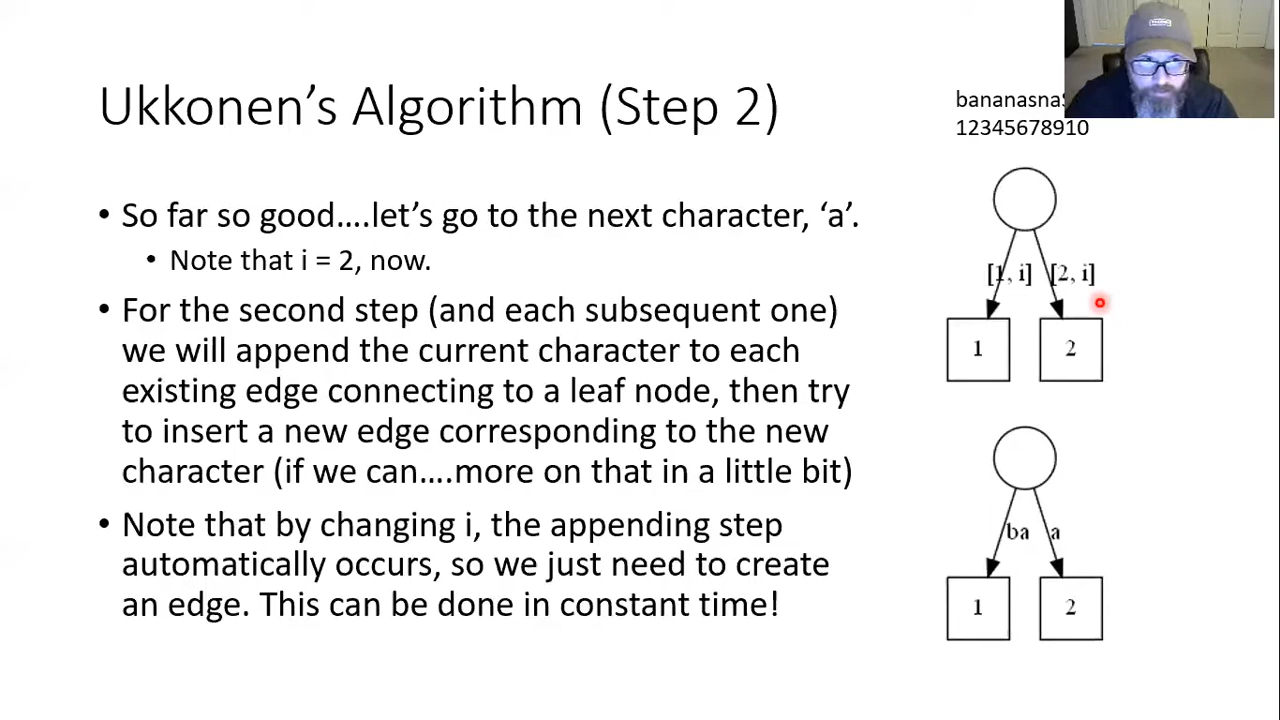 Ukkonen's Algorithm (Step 2)
bananasna
12345678910
• So far so good....let's go to the next character, 'a'.
• Note that i = 2, now.
• For the second step (and each subsequent one)
we will append the current character to each
existing edge connecting to a leaf node, then try
to insert a new edge corresponding to the new
character (if we can....more on that in a little bit)
• Note that by changing i, the appending step
automatically occurs, so we just need to create
an edge. This can be done in constant time!
[1, i] [2, i]
1 2
ba a
1 2